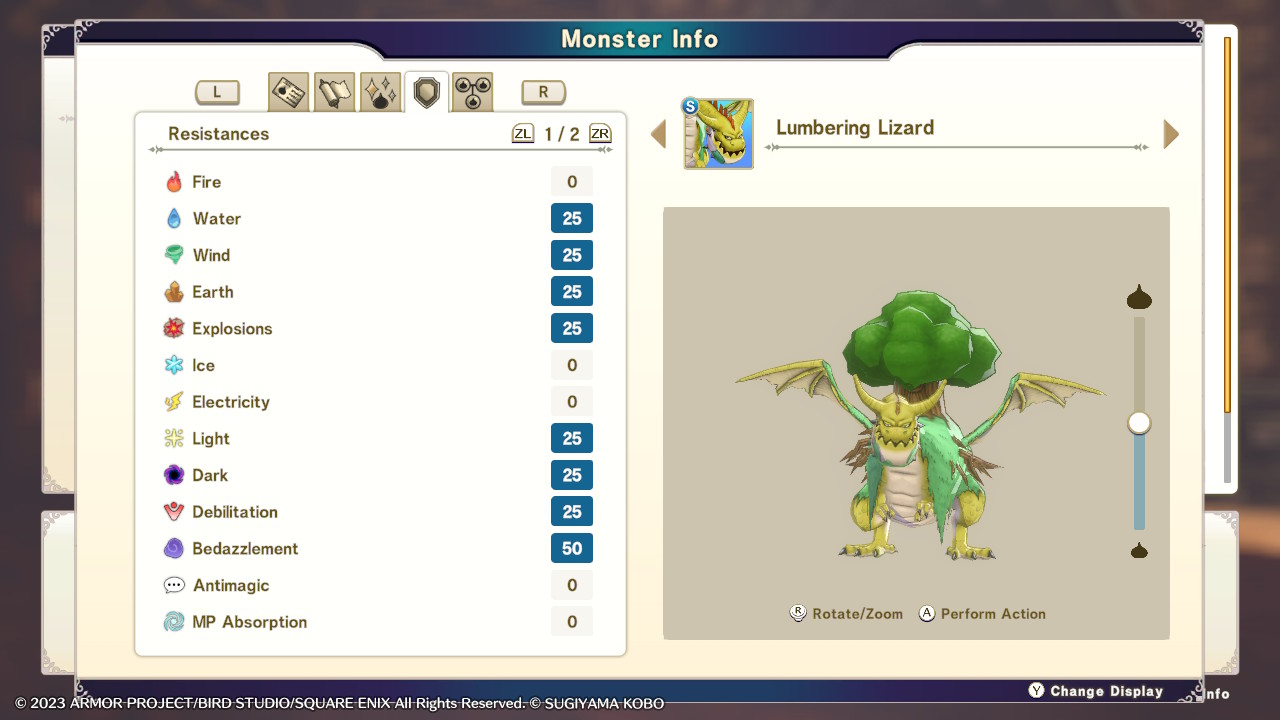 Monster Info
L
R
Resistances
ZL 1 / 2 ZR
Fire 0
Water 25
Wind 25
Earth 25
Explosions 25
Ice 0
Electricity 0
Light 25
Dark 25
Debilitation 25
Bedazzlement 50
Antimagic 0
MP Absorption 0
S
Lumbering Lizard
R Rotate/Zoom A Perform Action
Y Change Display
nfo
© 2023 ARMOR PROJECT/BIRD STUDIO/SQUARE ENIX All Rights Reserved. © SUGIYAMA KOBO